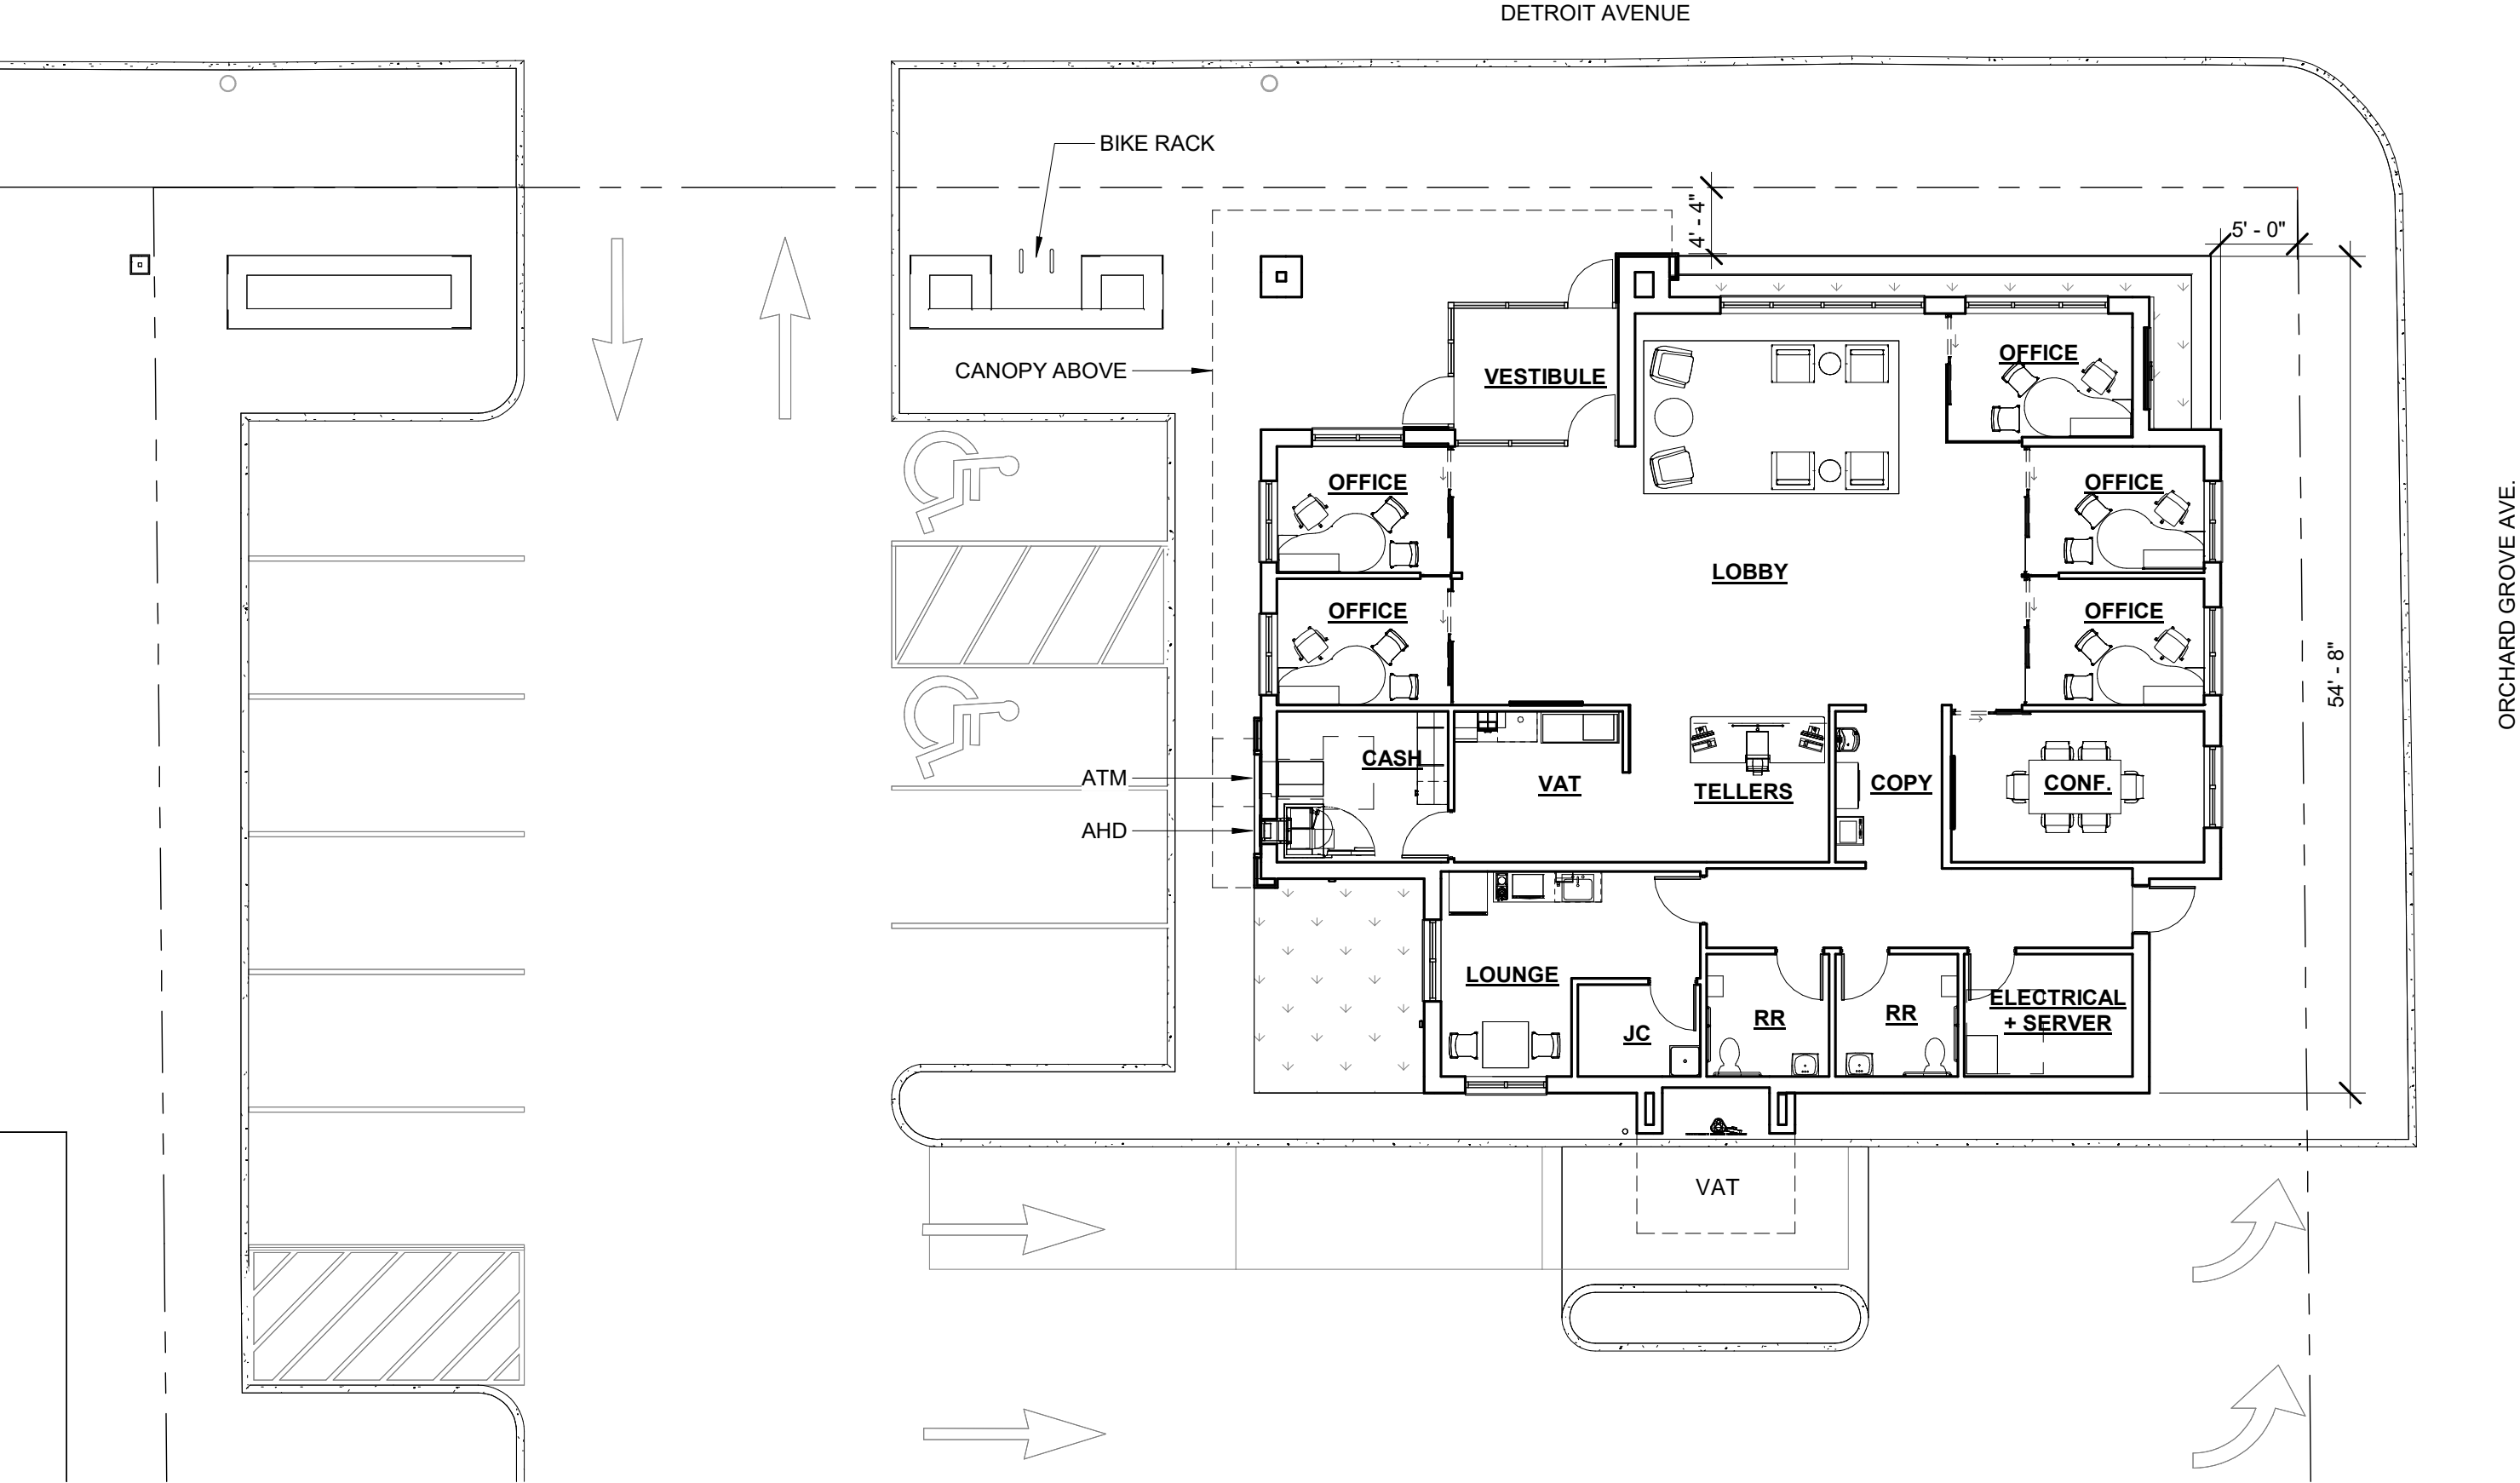 DETROIT AVENUE
BIKE RACK
4' - 4"
5' - 0"
CANOPY ABOVE
VESTIBULE
OFFICE
OFFICE
OFFICE
ORCHARD GROVE AVE.
LOBBY
OFFICE
OFFICE
54' - 8"
CASH
ATM
VAT
TELLERS
COPY
CONF.
AHD
LOUNGE
ELECTRICAL
+ SERVER
RR
RR
JC
VAT